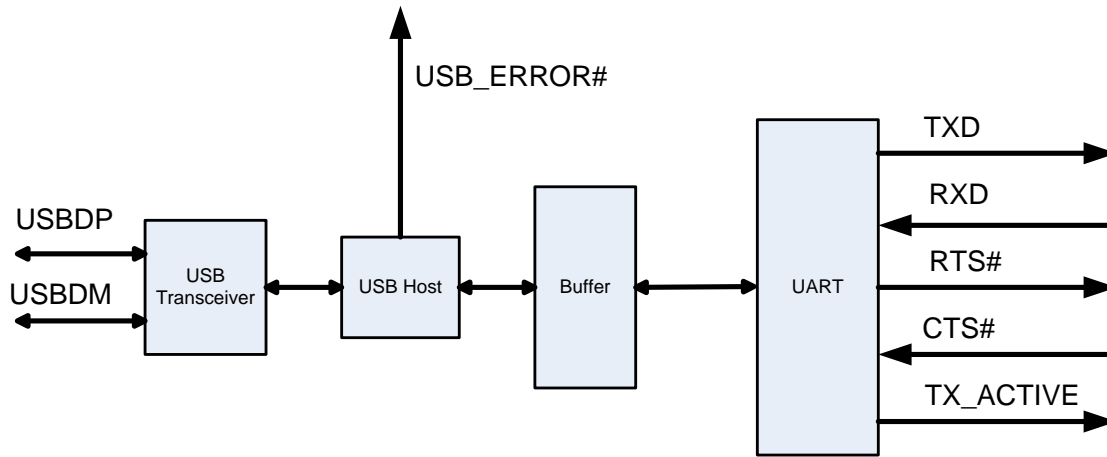 USB_ERROR#
TXD
RXD
RTS#
CTS#
TX_ACTIVE
USBDP
USBDM
USB
Transceiver
USB Host
Buffer
UART